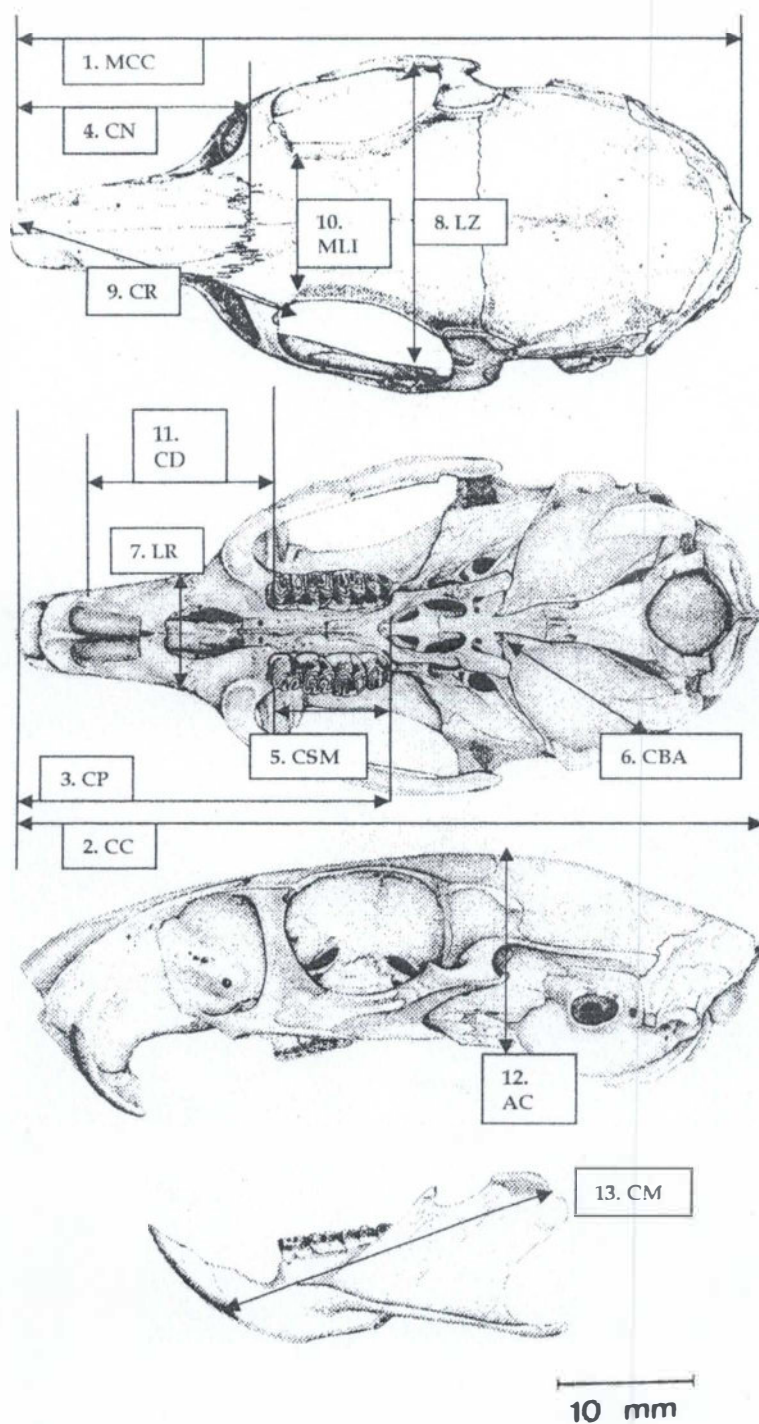 1. MCC
4. CN
10.
MLI
8. LZ
9. CR
11.
CD
7. LR
5. CSM
6. CBA
3. CP
2. CC
12.
AC
13. CM
10 mm